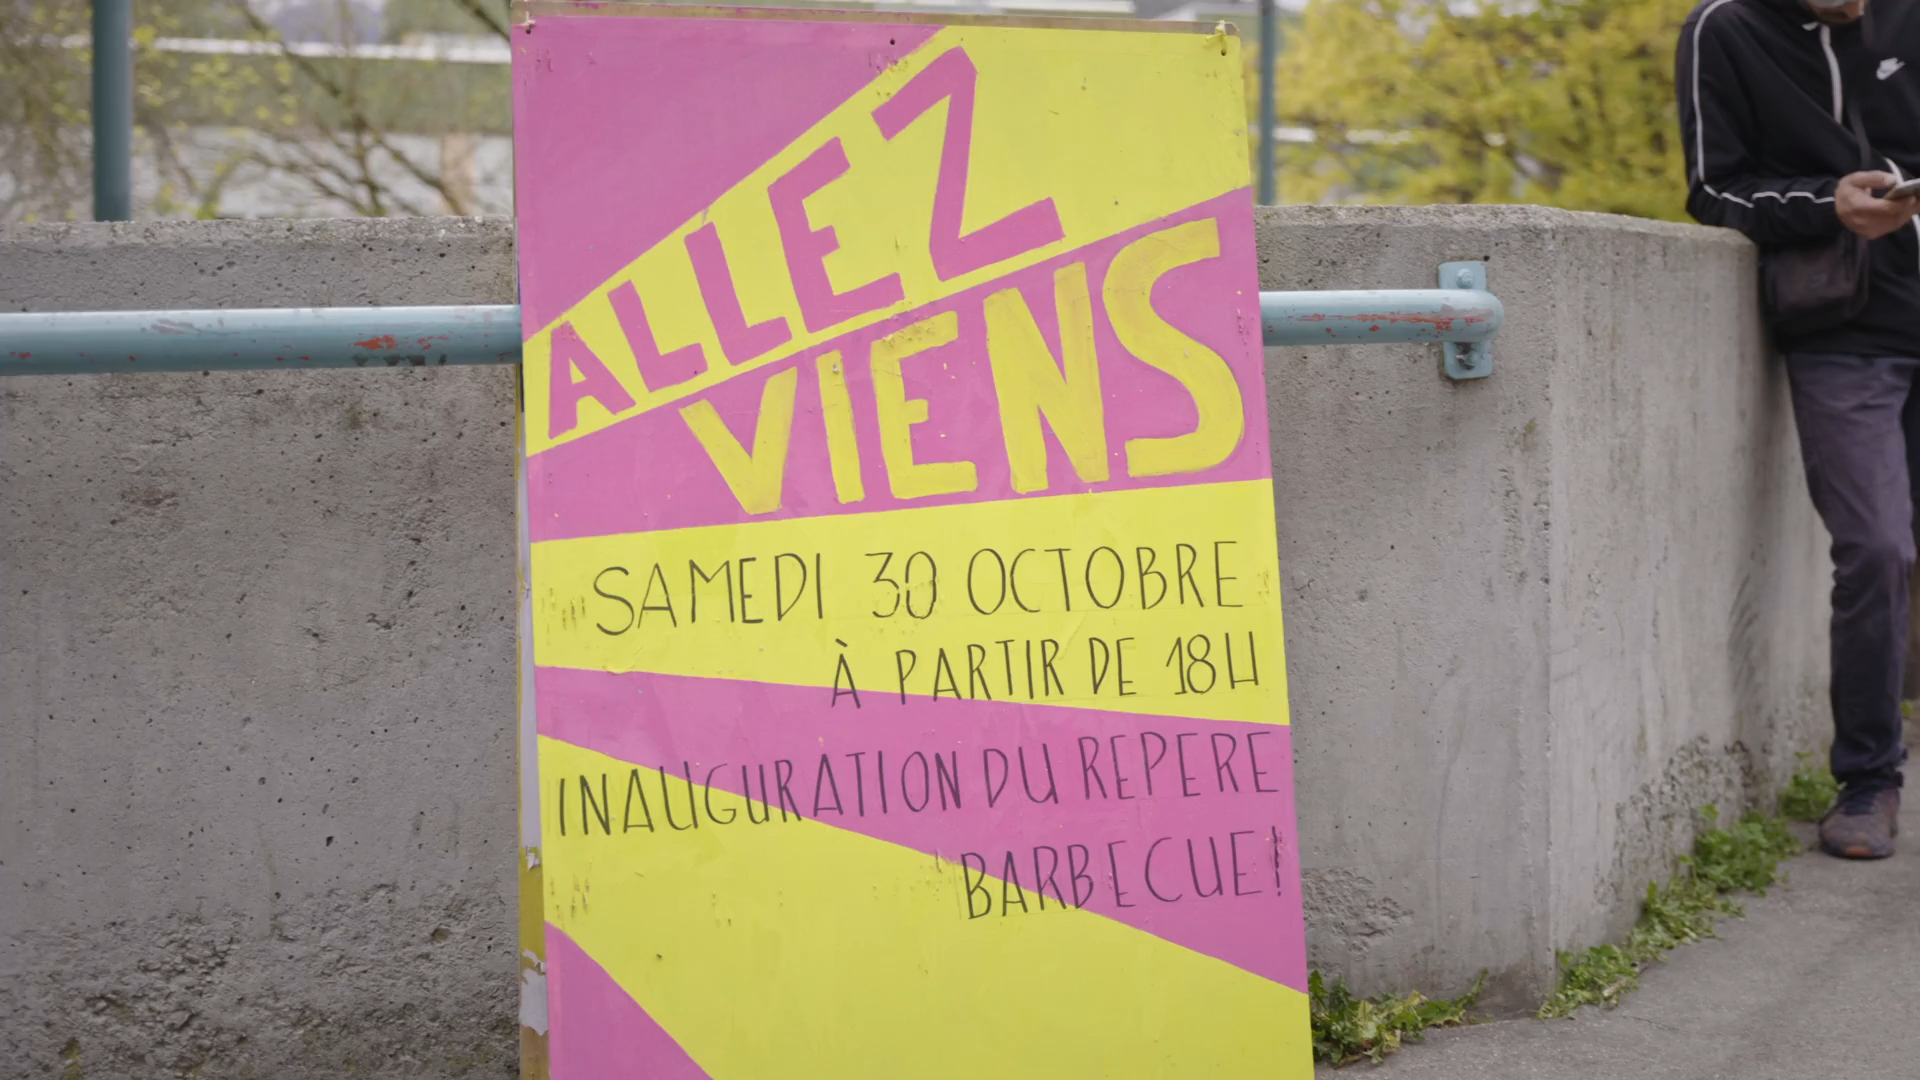 ALLEZ
VIENS
SAMEDI 30 OCTOBRE
À PARTIR DE 18H
INAUGURATION DU REPERE
BARBECUE!